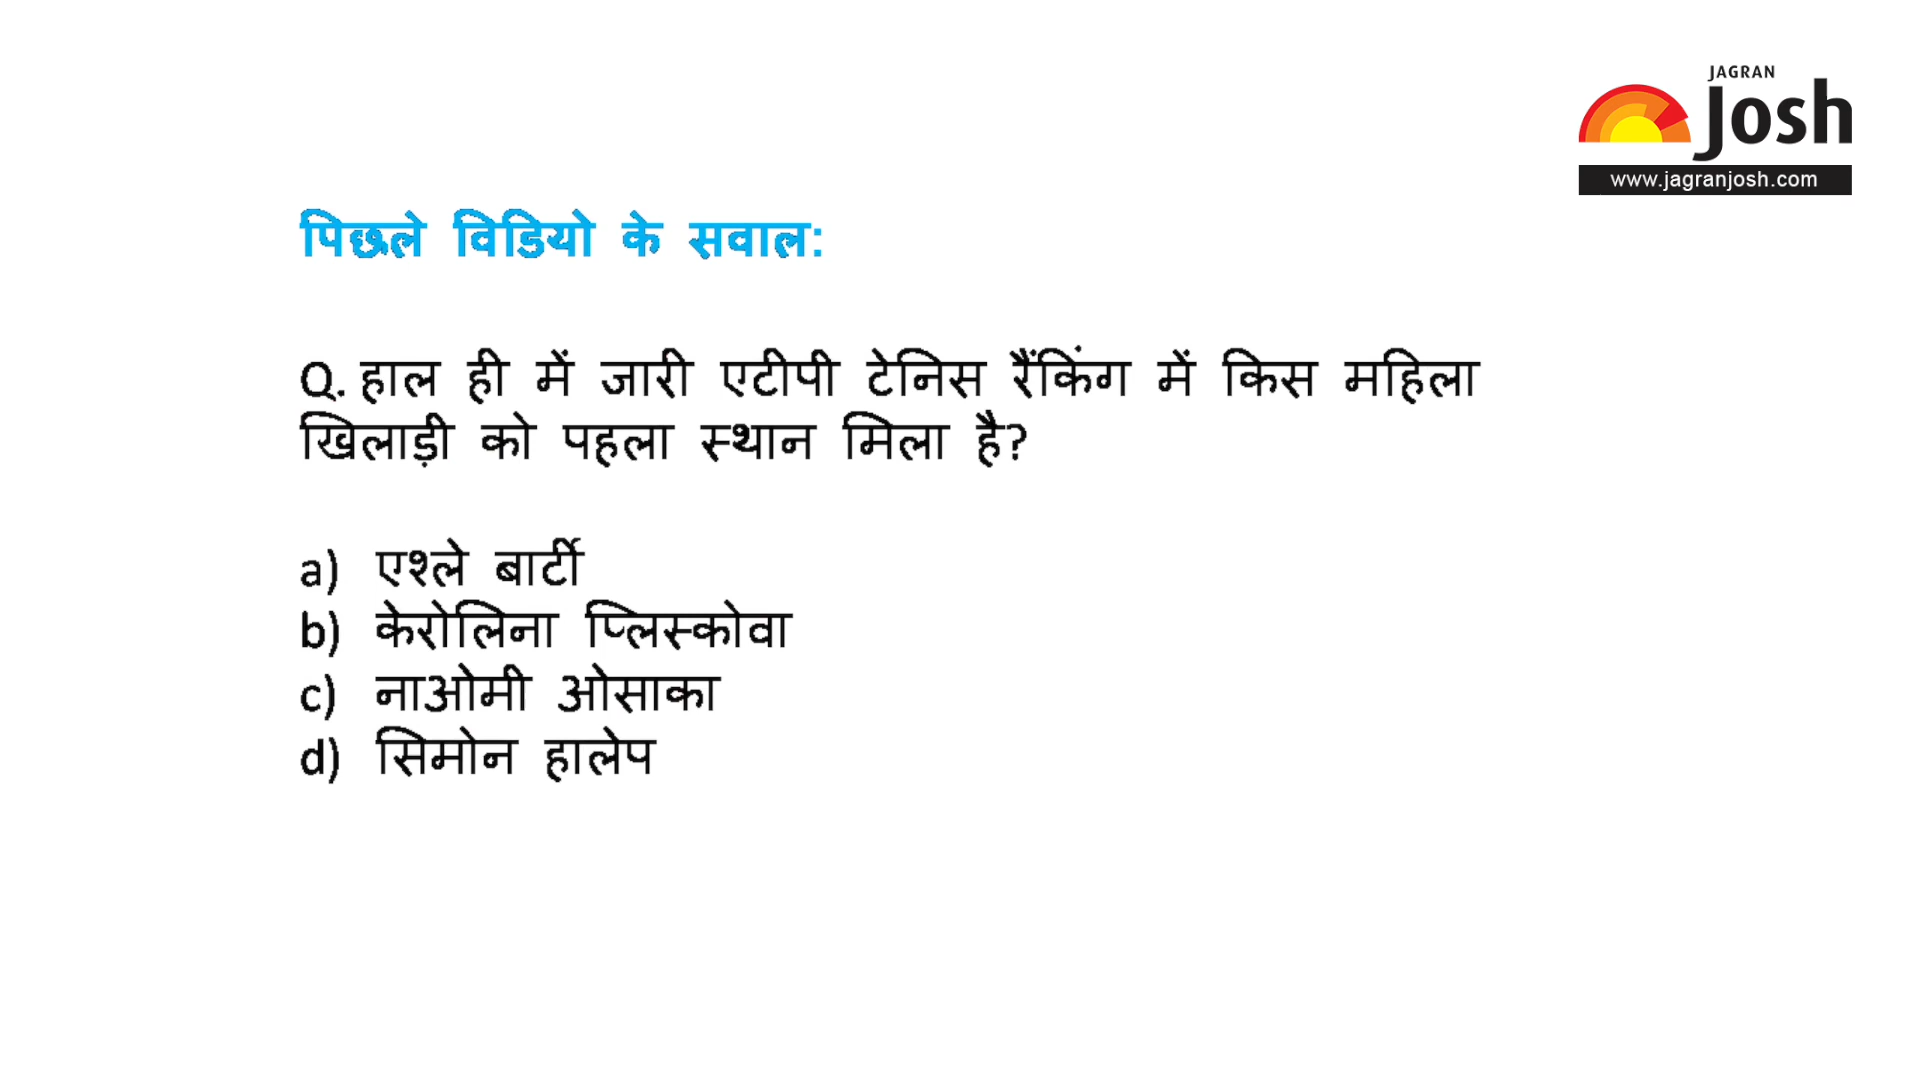 JAGRAN
Josh
www.jagranjosh.com
पिछले विडियो के सवाल:
Q. हाल ही में जारी एटीपी टेनिस रैंकिंग में किस महिला
खिलाड़ी को पहला स्थान मिला है?
a) एश्ले बार्टी
b) केरोलिना प्लिस्कोवा
c) नाओमी ओसाका
d) सिमोन हालेप